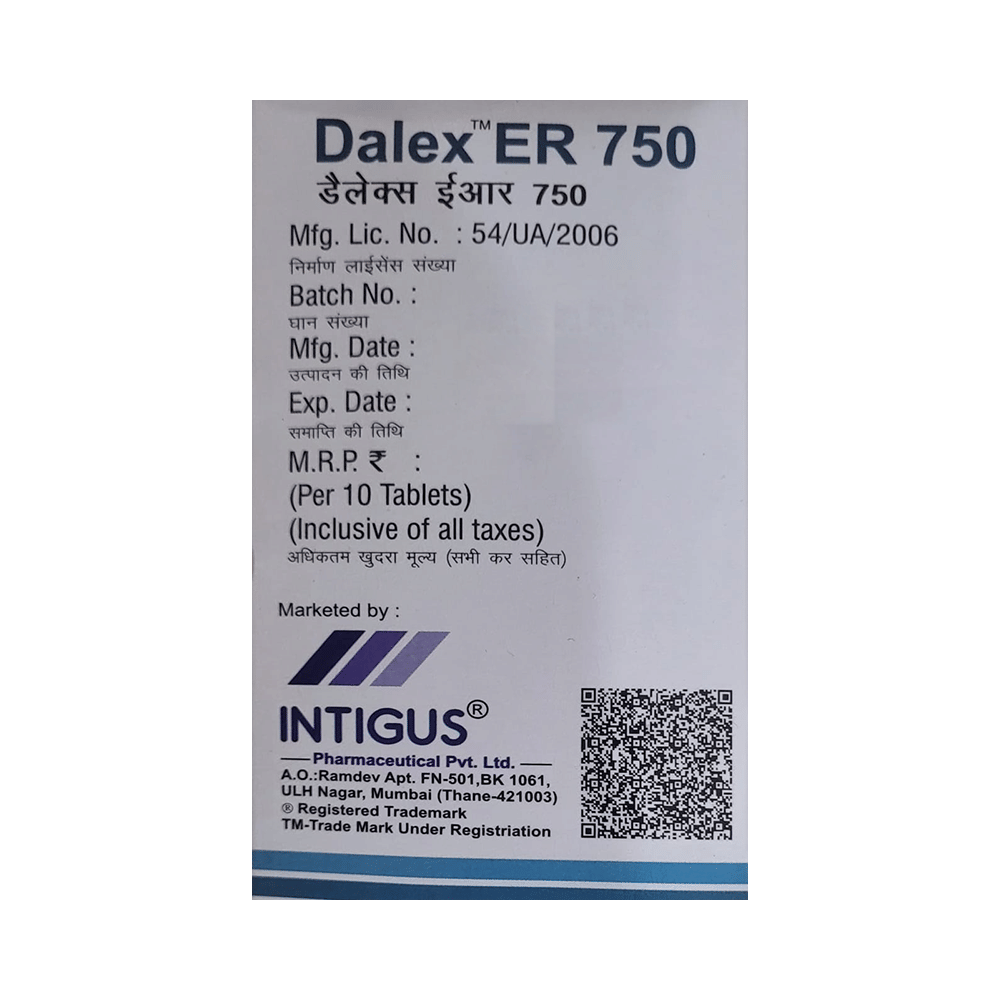 Dalex™ ER 750
डैलेक्स ईआर 750
Mfg. Lic. No. : 54/UA/2006
निर्माण लाईसेंस संख्या
Batch No. :
घान संख्या
Mfg. Date :
उत्पादन की तिथि
Exp. Date :
समाप्ति की तिथि
M.R.P. ₹ :
(Per 10 Tablets)
(Inclusive of all taxes)
अधिकतम खुदरा मूल्य (सभी कर सहित)
Marketed by :
INTIGUS®
Pharmaceutical Pvt. Ltd.
A.O.:Ramdev Apt. FN-501,BK 1061,
ULH Nagar, Mumbai (Thane-421003)
® Registered Trademark
TM-Trade Mark Under Registriation